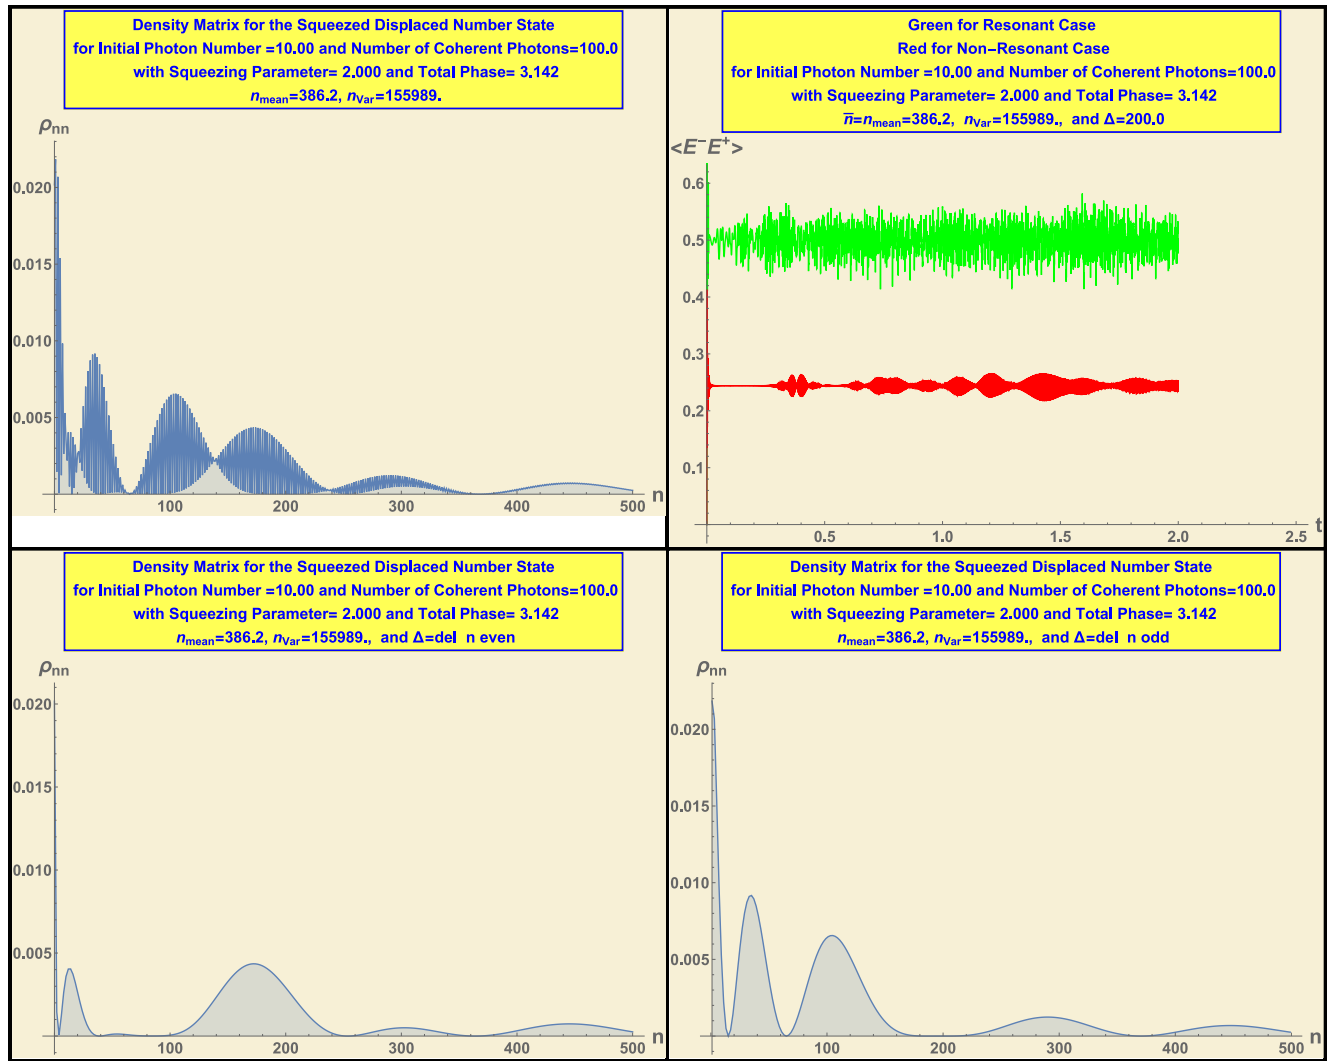 Density Matrix for the Squeezed Displaced Number State
for Initial Photon Number =10.00 and Number of Coherent Photons=100.0
with Squeezing Parameter= 2.000 and Total Phase= 3.142
nmean=386.2, nVar=155989.
ρnn
0.020
0.015
0.010
0.005
100
200
300
400
500
n
Green for Resonant Case
Red for Non−Resonant Case
for Initial Photon Number =10.00 and Number of Coherent Photons=100.0
with Squeezing Parameter= 2.000 and Total Phase= 3.142
n̅=nmean=386.2, nVar=155989., and Δ=200.0
<E⁻E⁺>
0.6
0.5
0.4
0.3
0.2
0.1
0.5
1.0
1.5
2.0
2.5
t
Density Matrix for the Squeezed Displaced Number State
for Initial Photon Number =10.00 and Number of Coherent Photons=100.0
with Squeezing Parameter= 2.000 and Total Phase= 3.142
nmean=386.2, nVar=155989., and Δ=del n even
ρnn
0.020
0.015
0.010
0.005
100
200
300
400
500
n
Density Matrix for the Squeezed Displaced Number State
for Initial Photon Number =10.00 and Number of Coherent Photons=100.0
with Squeezing Parameter= 2.000 and Total Phase= 3.142
nmean=386.2, nVar=155989., and Δ=del n odd
ρnn
0.020
0.015
0.010
0.005
100
200
300
400
500
n